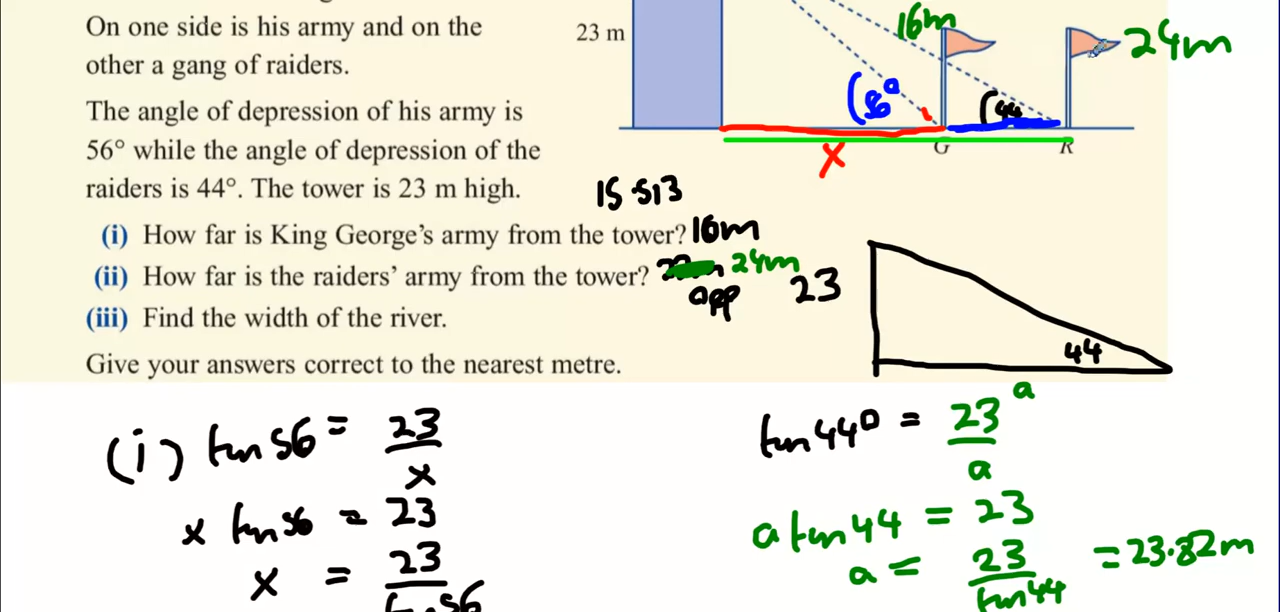 On one side is his army and on the
other a gang of raiders.
The angle of depression of his army is
56° while the angle of depression of the
raiders is 44°. The tower is 23 m high.
(i) How far is King George's army from the tower? 16m
(ii) How far is the raiders' army from the tower? 24m
(iii) Find the width of the river.
Give your answers correct to the nearest metre.
23 m
16m
24m
44
x
G
R
15.513
opp
23
44
(i) tan 56 = 23
x
x tan 56 = 23
x = 23
tan 56
tan 44° = 23
a
a
a tan 44 = 23
a = 23
tan 44
= 23.82m